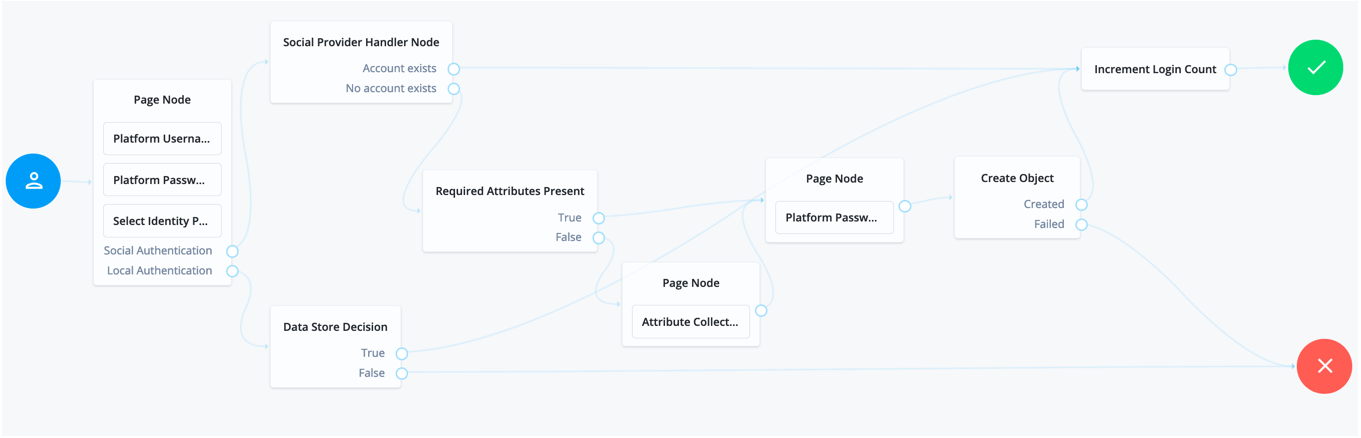 Social Provider Handler Node
Account exists
No account exists
Page Node
Platform Userna...
Platform Passw...
Select Identity P...
Social Authentication
Local Authentication
Data Store Decision
True
False
Required Attributes Present
True
False
Page Node
Attribute Collect...
Page Node
Platform Passw...
Create Object
Created
Failed
Increment Login Count